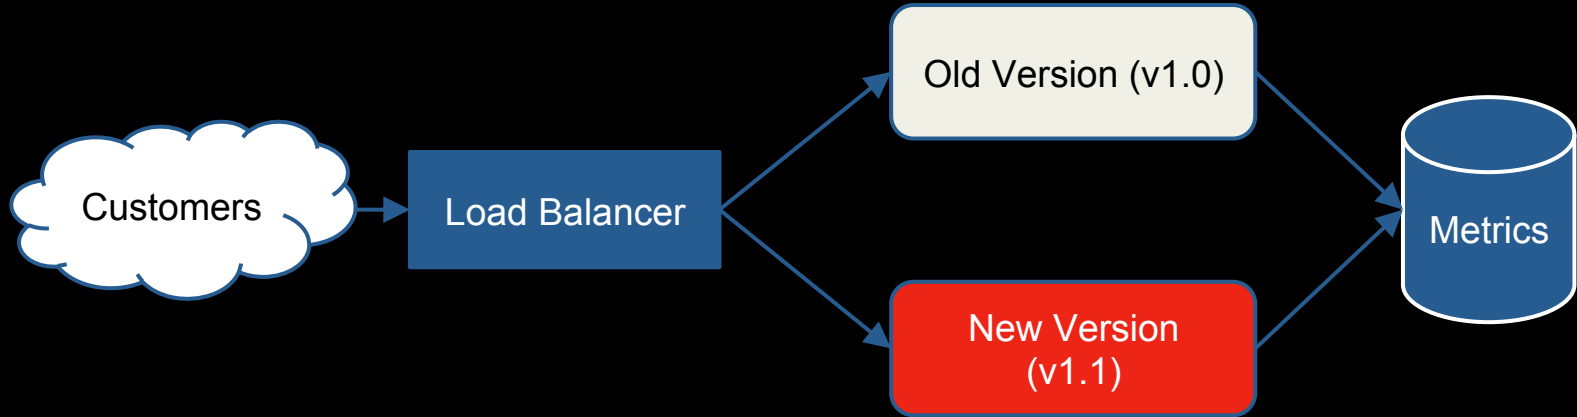 Customers
Load Balancer
Old Version (v1.0)
New Version
(v1.1)
Metrics